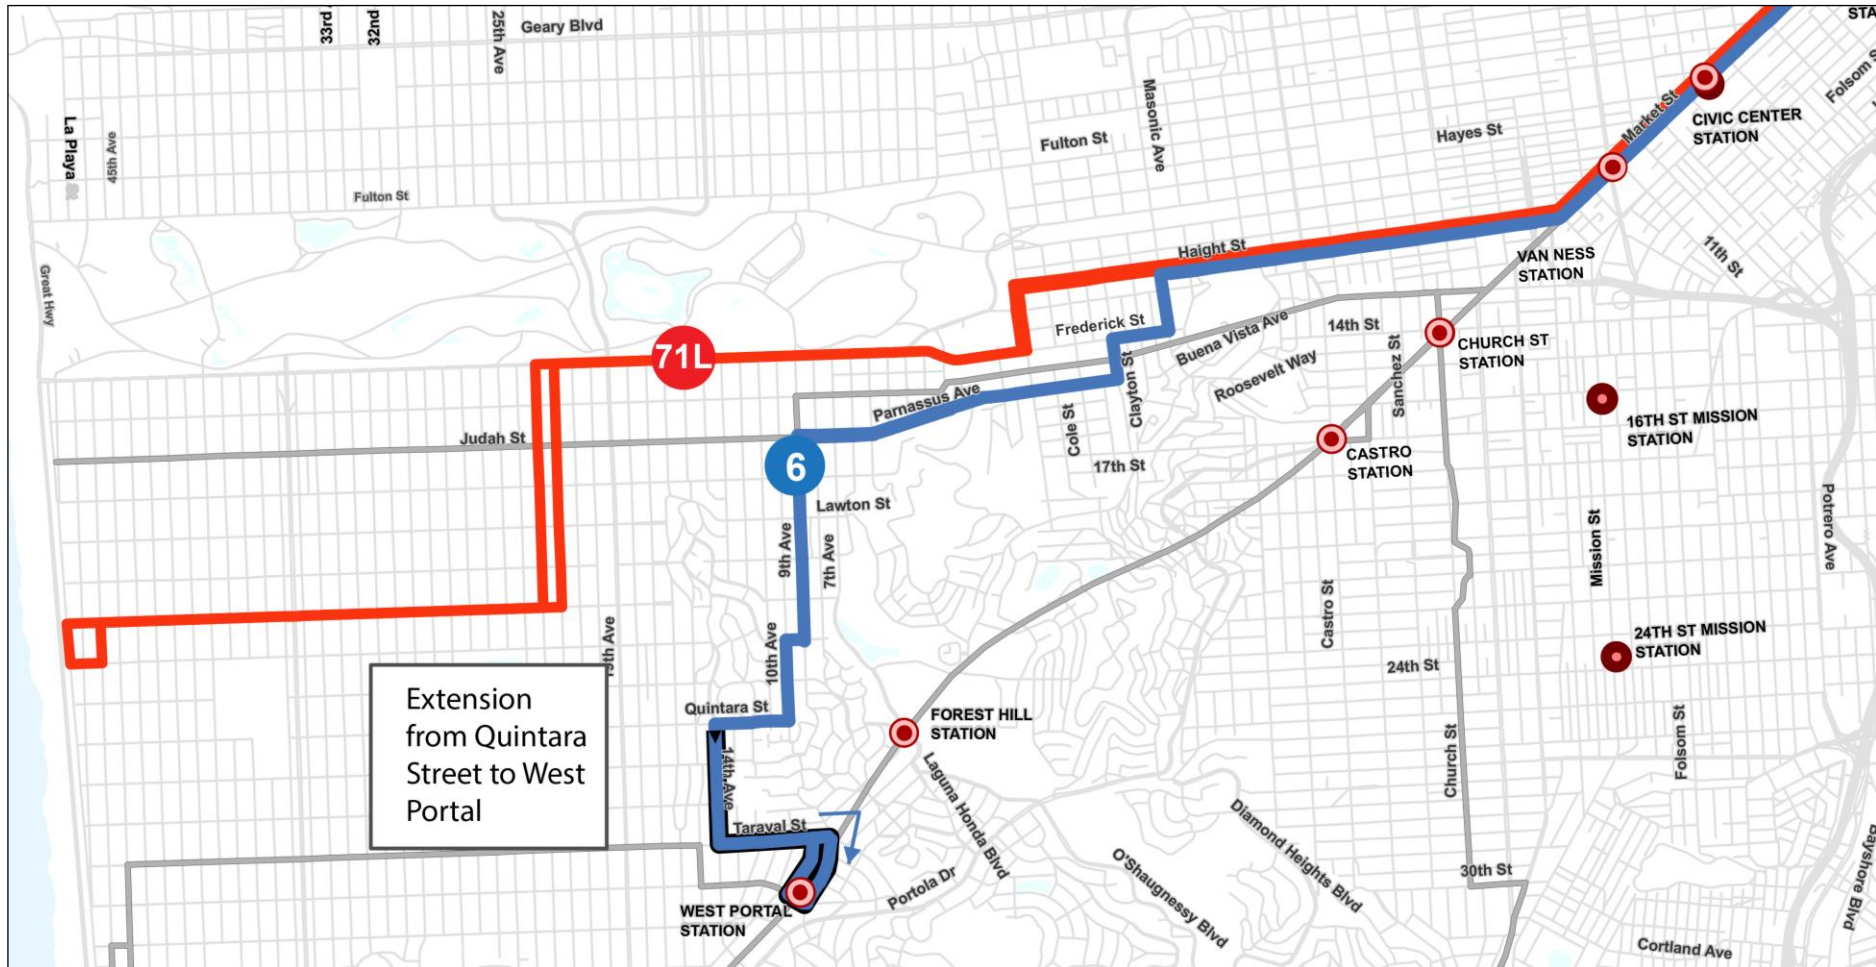 33rd
32nd
25th Ave
Geary Blvd
STA
Folsom S
La Playa St
45th Ave
Masonic Ave
Fulton St
Hayes St
Market St
CIVIC CENTER
STATION
Fulton St
Great Hwy
Haight St
VAN NESS
STATION
11th St
71L
Frederick St
Buena Vista Ave
14th St
Sanchez St
CHURCH ST
STATION
Roosevelt Way
Parnassus Ave
Clayton St
Cole St
Judah St
16TH ST MISSION
STATION
CASTRO
STATION
6
17th St
Lawton St
9th Ave
7th Ave
Mission St
Potrero Ave
Castro St
19th Ave
10th Ave
24TH ST MISSION
STATION
24th St
Extension
from Quintara
Street to West
Portal
Quintara St
FOREST HILL
STATION
Folsom St
Church St
14th Ave
Laguna Honda Blvd
Taraval St
Diamond Heights Blvd
O'Shaugnessy Blvd
Portola Dr
30th St
WEST PORTAL
STATION
Bayshore Blvd
Cortland Ave